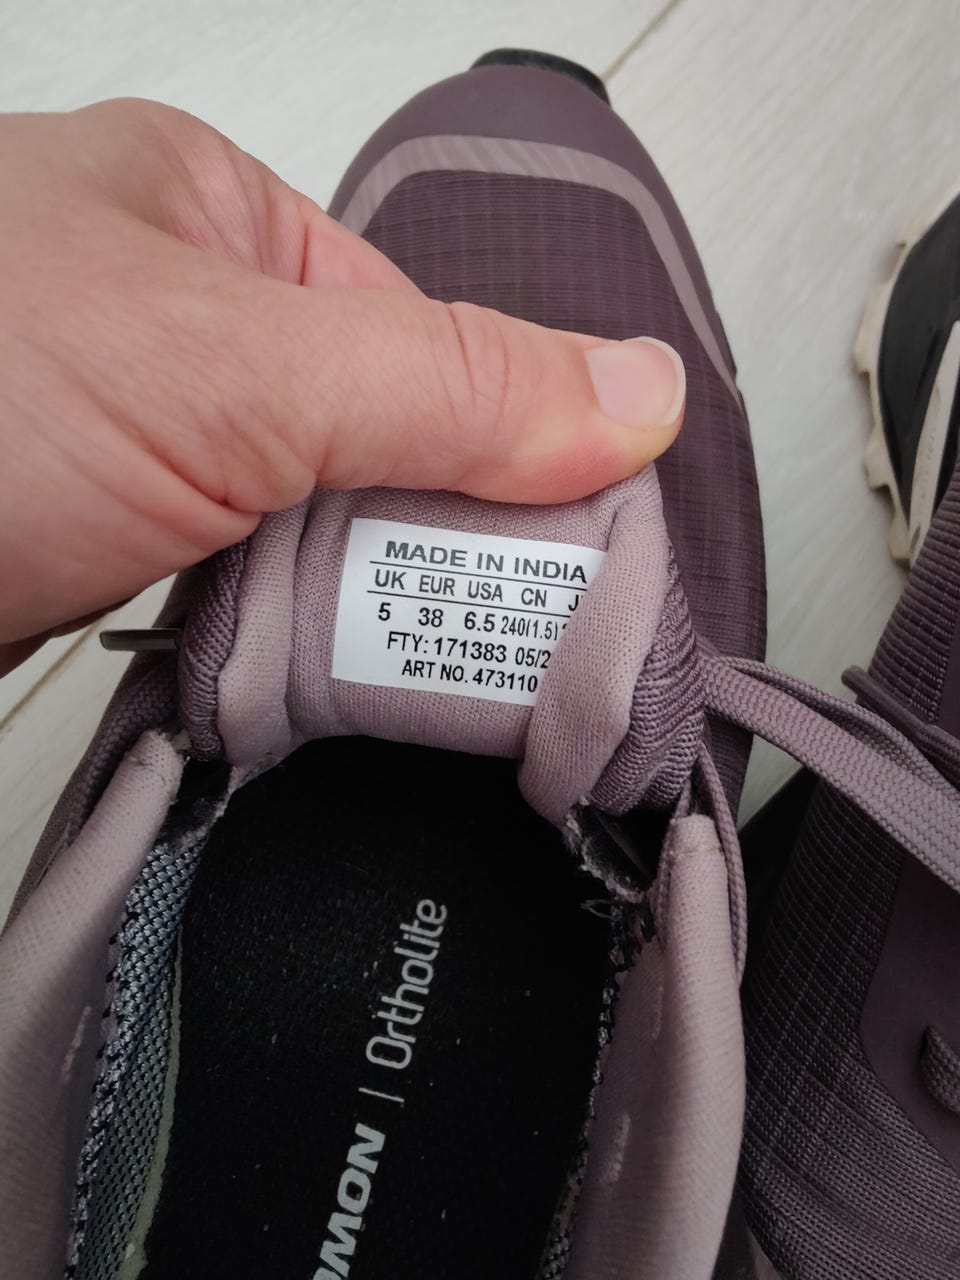 MADE IN INDIA
UK EUR USA CN J
5 38 6.5 240(1.5)
FTY: 171383 05/2
ART NO. 473110
OMON | Ortholite